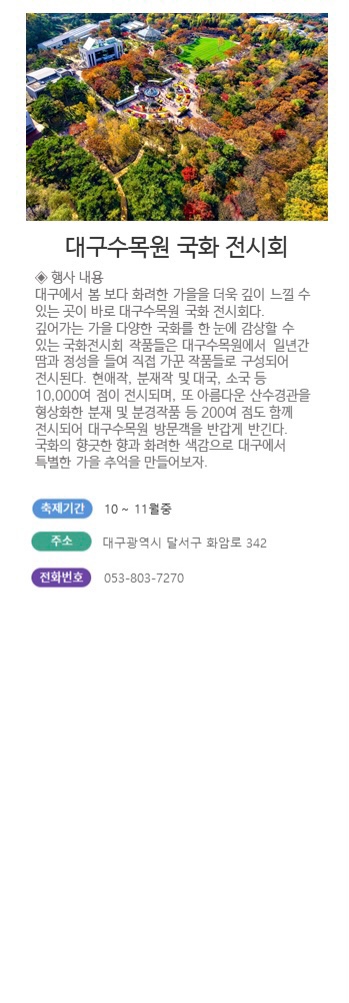 대구수목원 국화 전시회
◈ 행사 내용
대구에서 봄 보다 화려한 가을을 더욱 깊이 느낄 수
있는 곳이 바로 대구수목원 국화 전시회다.
깊어가는 가을 다양한 국화를 한 눈에 감상할 수
있는 국화전시회 작품들은 대구수목원에서 일년간
땀과 정성을 들여 직접 가꾼 작품들로 구성되어
전시된다. 현애작, 분재작 및 대국, 소국 등
10,000여 점이 전시되며, 또 아름다운 산수경관을
형상화한 분재 및 분경작품 등 200여 점도 함께
전시되어 대구수목원 방문객을 반갑게 반긴다.
국화의 향긋한 향과 화려한 색감으로 대구에서
특별한 가을 추억을 만들어보자.
축제기간 10 ~ 11월중
주소 대구광역시 달서구 화암로 342
전화번호 053-803-7270